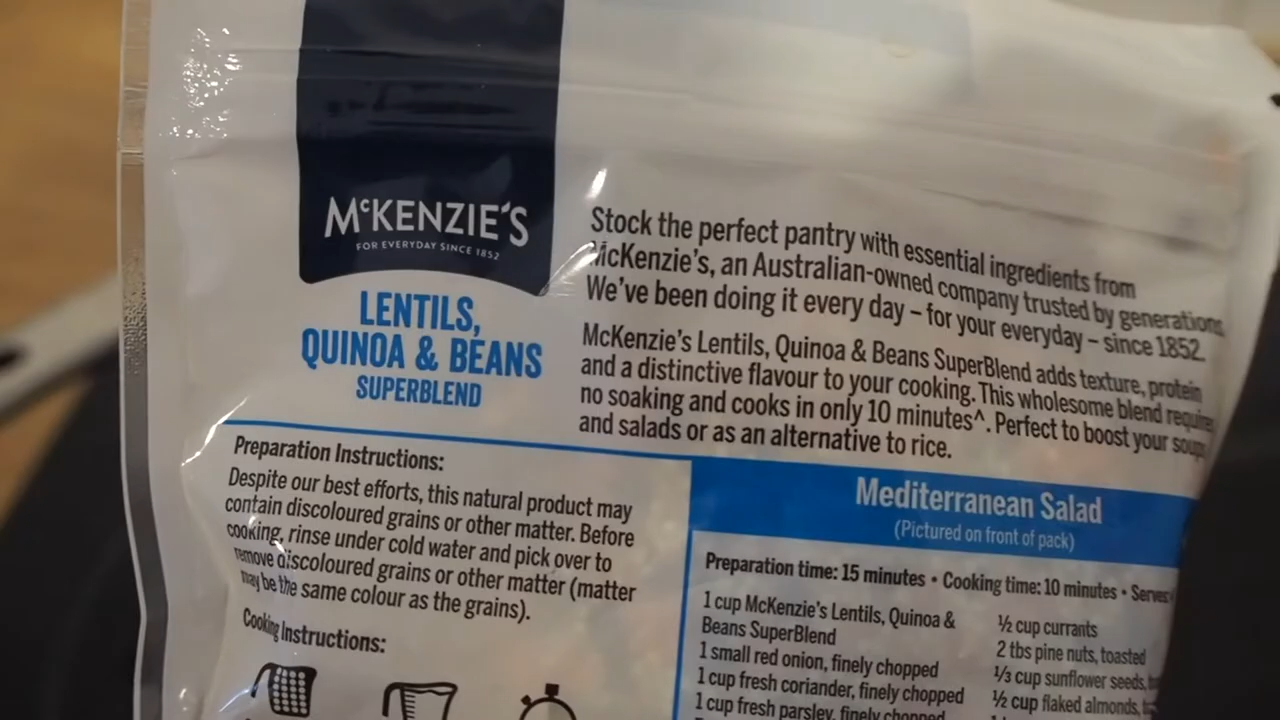 McKENZIE'S
FOR EVERYDAY SINCE 1852
LENTILS,
QUINOA & BEANS
SUPERBLEND
Stock the perfect pantry with essential ingredients from
McKenzie's, an Australian-owned company trusted by generations.
We've been doing it every day – for your everyday – since 1852.
McKenzie's Lentils, Quinoa & Beans SuperBlend adds texture, protein
and a distinctive flavour to your cooking. This wholesome blend requires
no soaking and cooks in only 10 minutes^. Perfect to boost your soups
and salads or as an alternative to rice.
Preparation Instructions:
Despite our best efforts, this natural product may
contain discoloured grains or other matter. Before
cooking, rinse under cold water and pick over to
remove discoloured grains or other matter (matter
may be the same colour as the grains).
Cooking Instructions:
Mediterranean Salad
(Pictured on front of pack)
Preparation time: 15 minutes • Cooking time: 10 minutes • Serves
1 cup McKenzie's Lentils, Quinoa &
Beans SuperBlend
1 small red onion, finely chopped
1 cup fresh coriander, finely chopped
1 cup fresh parsley, finely chopped
½ cup currants
2 tbs pine nuts, toasted
⅓ cup sunflower seeds,
½ cup flaked almonds,